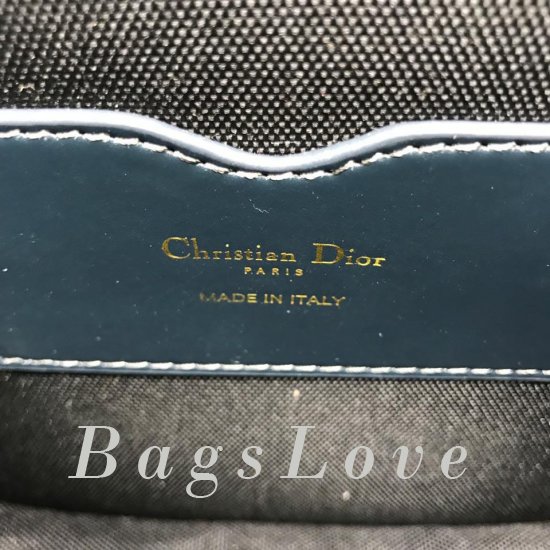 Christian Dior
PARIS
MADE IN ITALY
BagsLove